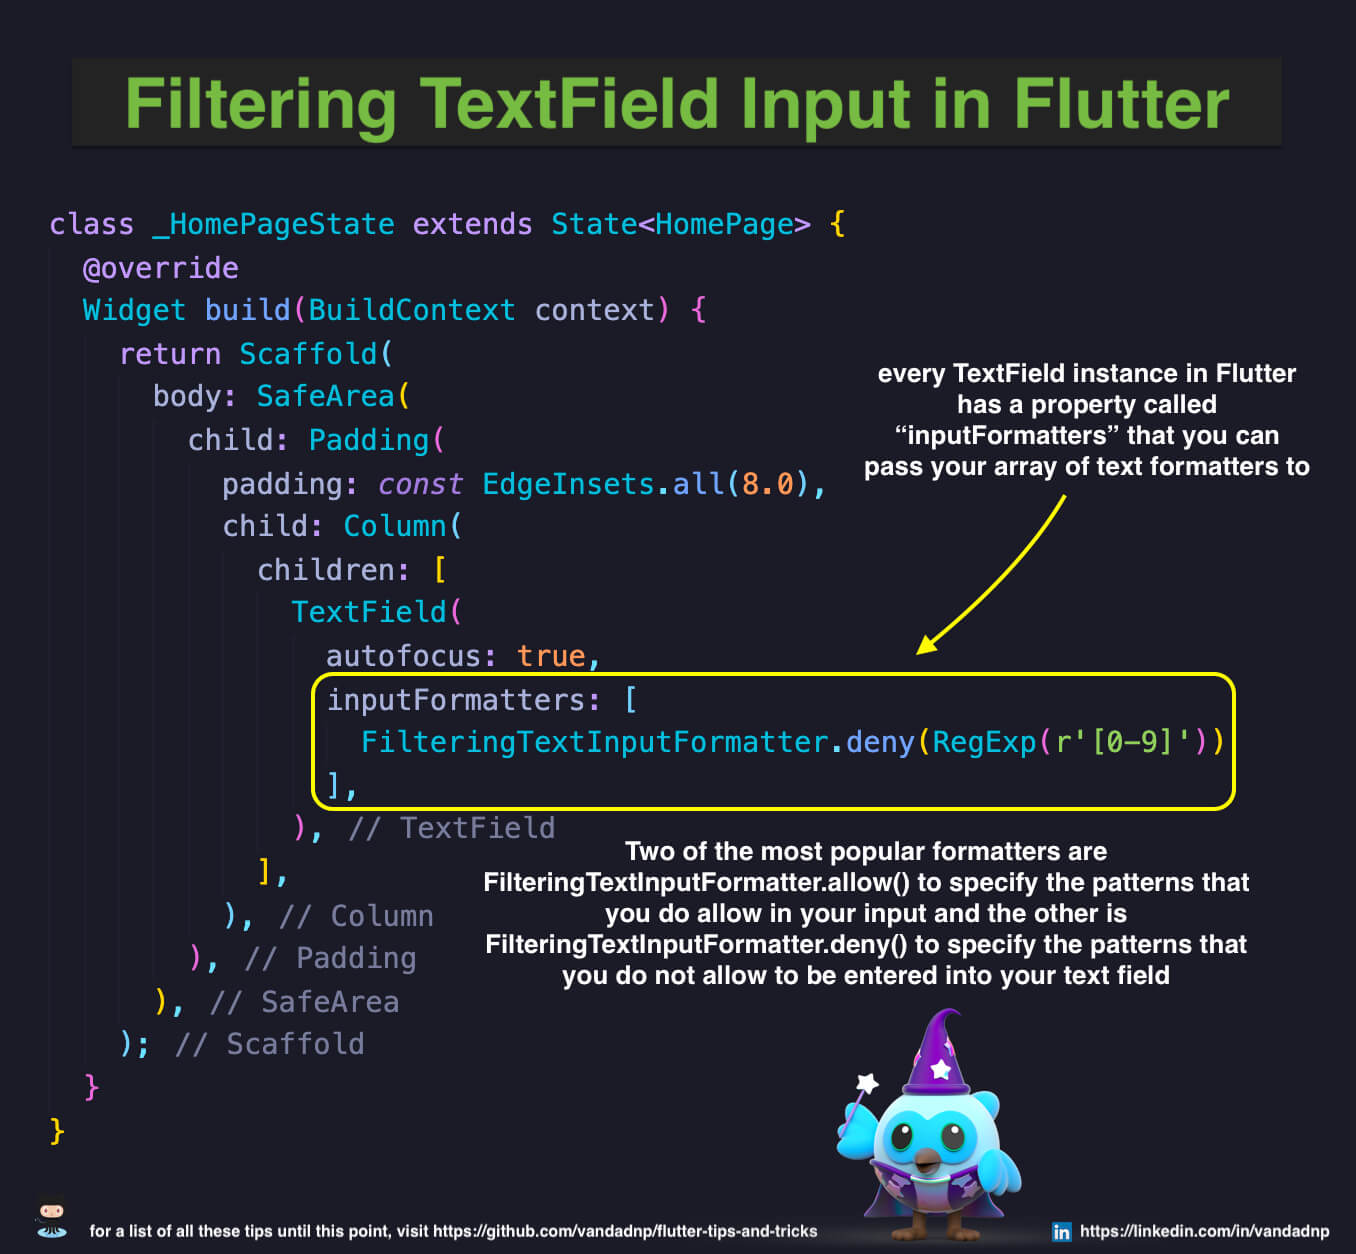 Filtering TextField Input in Flutter
class _HomePageState extends State<HomePage> {
@override
Widget build(BuildContext context) {
return Scaffold(
body: SafeArea(
child: Padding(
padding: const EdgeInsets.all(8.0),
child: Column(
children: [
TextField(
autofocus: true,
inputFormatters: [
FilteringTextInputFormatter.deny(RegExp(r'[0-9]'))
],
), // TextField
],
), // Column
), // Padding
), // SafeArea
); // Scaffold
}
}
every TextField instance in Flutter
has a property called
“inputFormatters” that you can
pass your array of text formatters to
Two of the most popular formatters are
FilteringTextInputFormatter.allow() to specify the patterns that
you do allow in your input and the other is
FilteringTextInputFormatter.deny() to specify the patterns that
you do not allow to be entered into your text field
for a list of all these tips until this point, visit https://github.com/vandadnp/flutter-tips-and-tricks
in https://linkedin.com/in/vandadnp